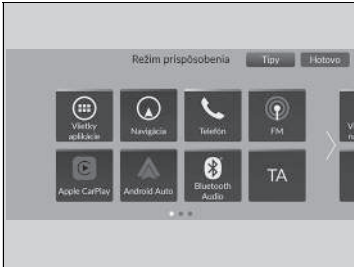 Režim prispôsobenia Tipy Hotovo
Všetky
aplikácie
Navigácia
Telefón
FM
Apple CarPlay
Android Auto
Bluetooth
Audio
TA